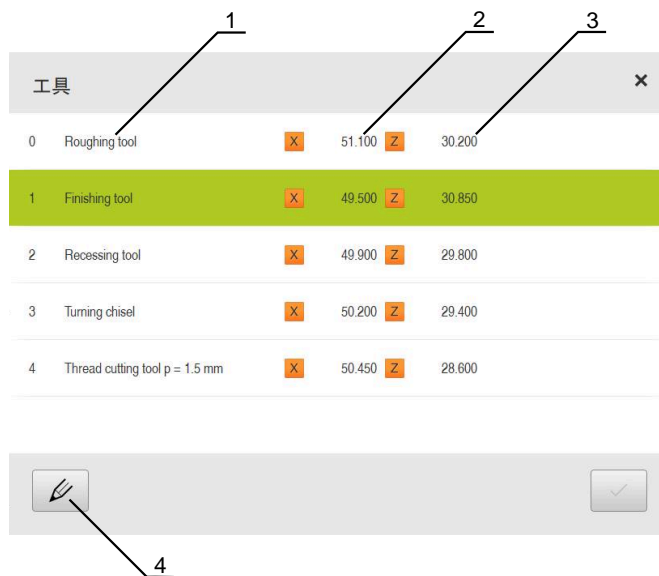 1 2 3
工具 ×
0 Roughing tool X 51.100 Z 30.200
1 Finishing tool X 49.500 Z 30.850
2 Recessing tool X 49.900 Z 29.800
3 Turning chisel X 50.200 Z 29.400
4 Thread cutting tool p = 1.5 mm X 50.450 Z 28.600
4